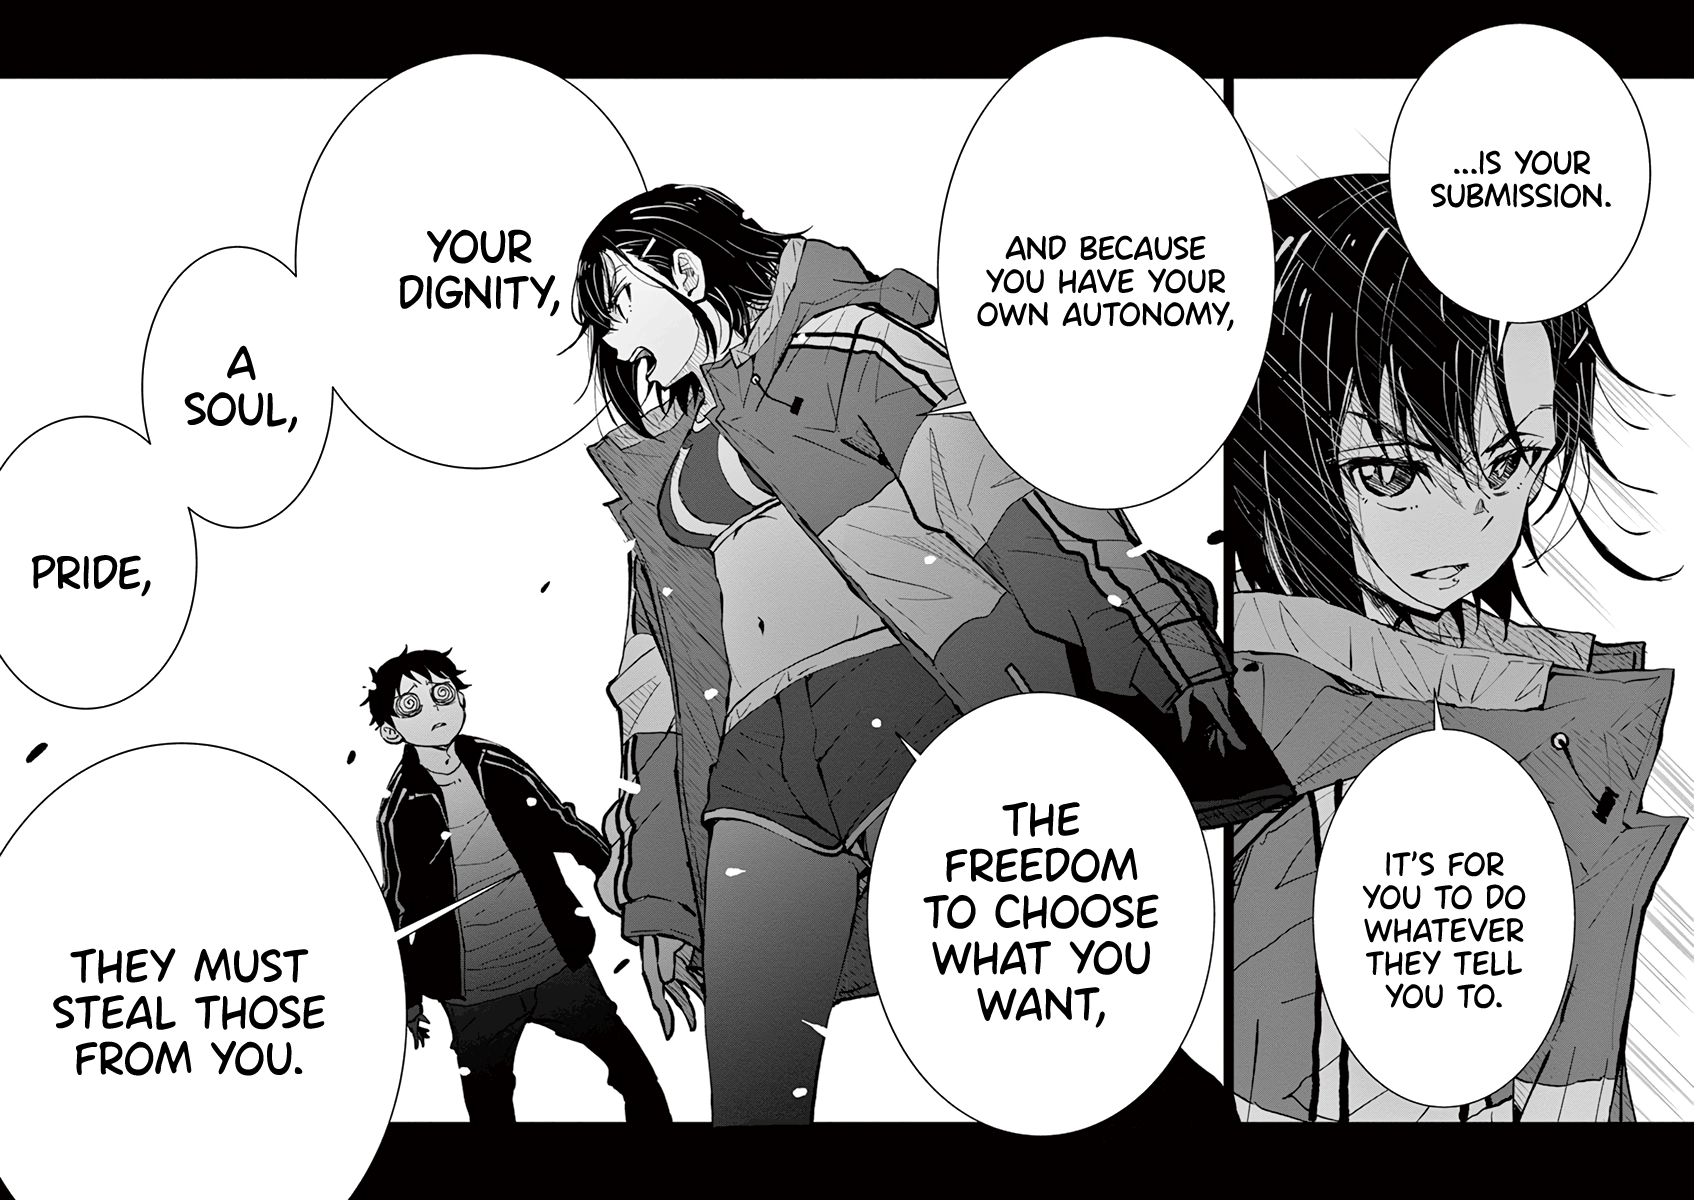 ...IS YOUR
SUBMISSION.
IT'S FOR
YOU TO DO
WHATEVER
THEY TELL
YOU TO.
AND BECAUSE
YOU HAVE YOUR
OWN AUTONOMY,
THE
FREEDOM
TO CHOOSE
WHAT YOU
WANT,
YOUR
DIGNITY,
A
SOUL,
PRIDE,
THEY MUST
STEAL THOSE
FROM YOU.